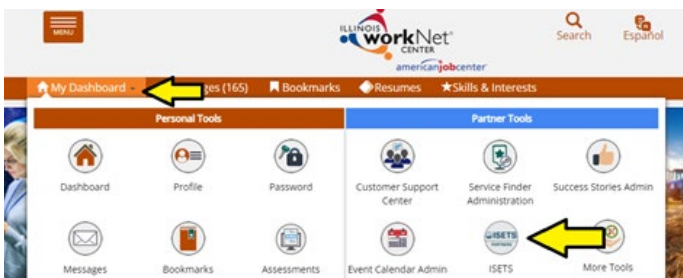 MENU
ILLINOIS
workNet®
CENTER
americanjobcenter
Search
Español
My Dashboard
ges (165)
Bookmarks
Resumes
Skills & Interests
Personal Tools
Partner Tools
Dashboard
Profile
Password
Customer Support
Center
Service Finder
Administration
Success Stories Admin
ISETS
PARTNERS
Messages
Bookmarks
Assessments
Event Calendar Admin
ISETS
More Tools